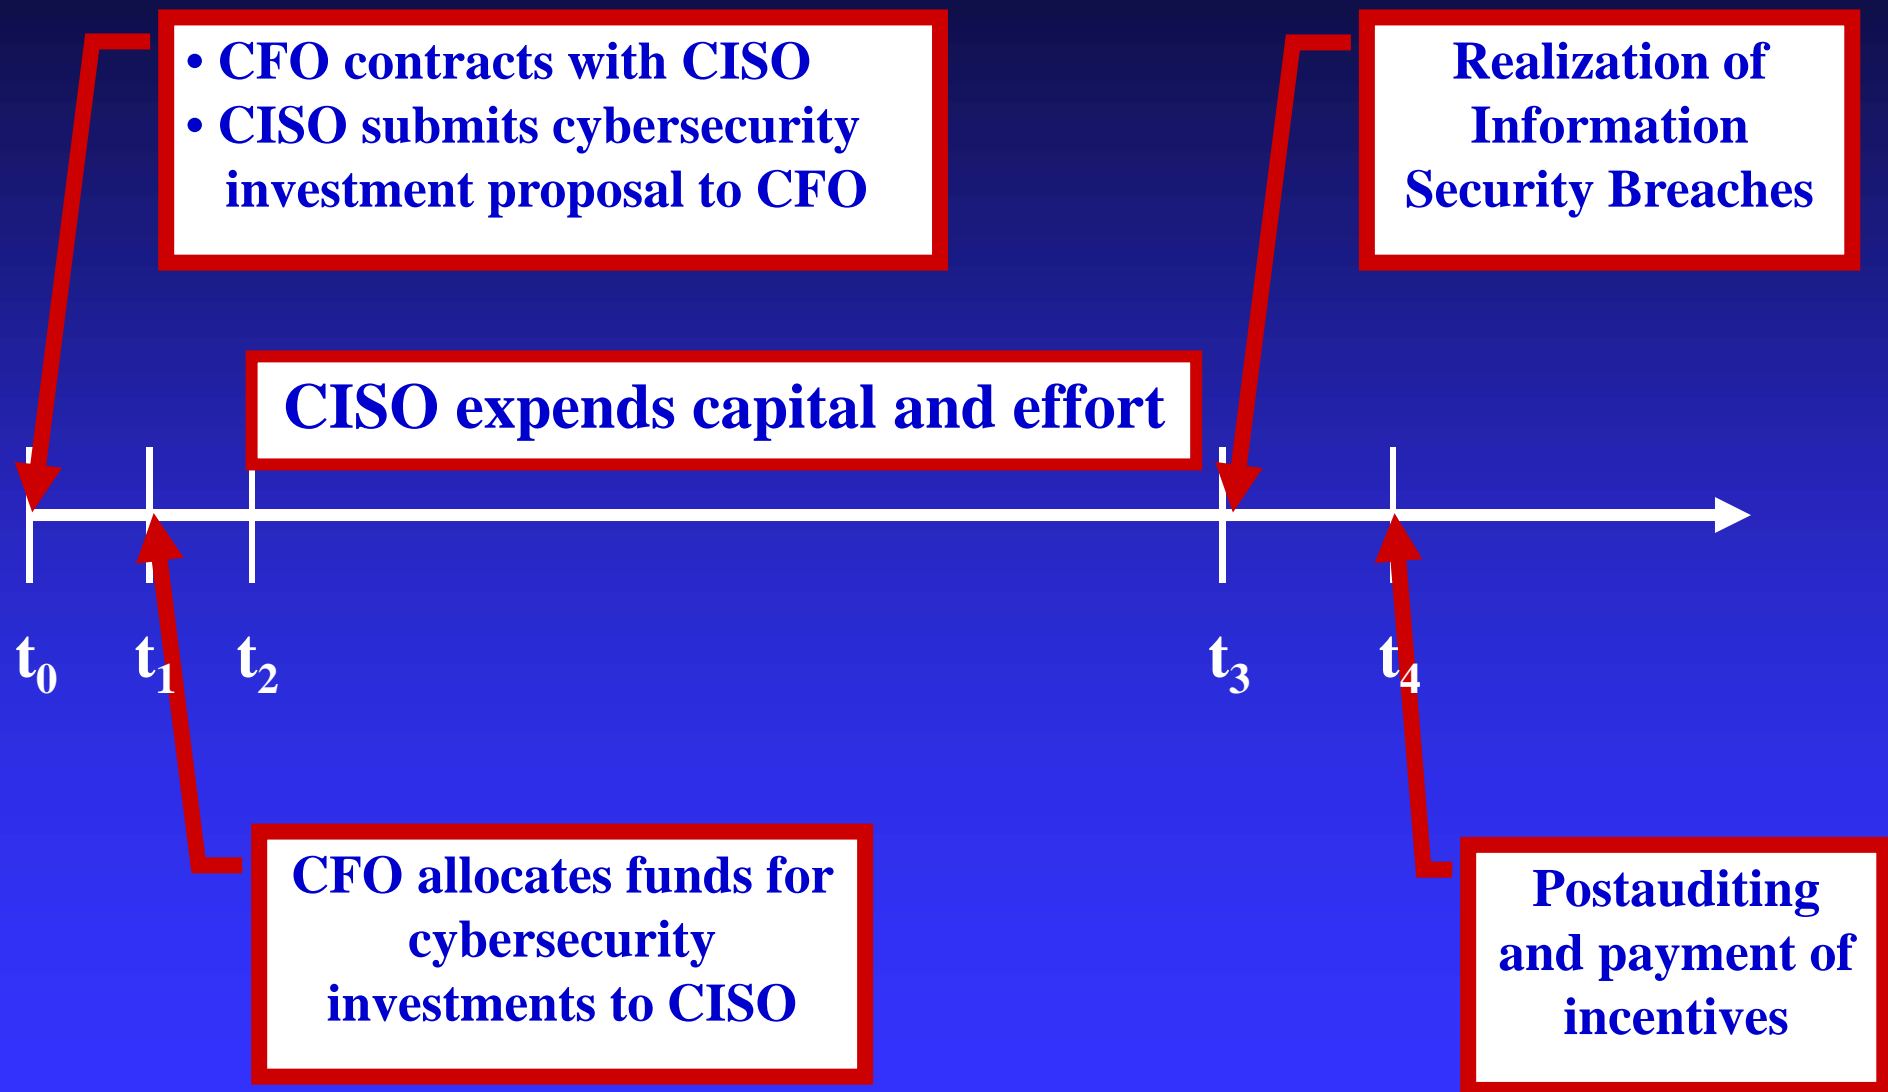 • CFO contracts with CISO
• CISO submits cybersecurity
investment proposal to CFO
Realization of
Information
Security Breaches
CISO expends capital and effort
t₀ t₁ t₂ t₃ t₄
CFO allocates funds for
cybersecurity
investments to CISO
Postauditing
and payment of
incentives